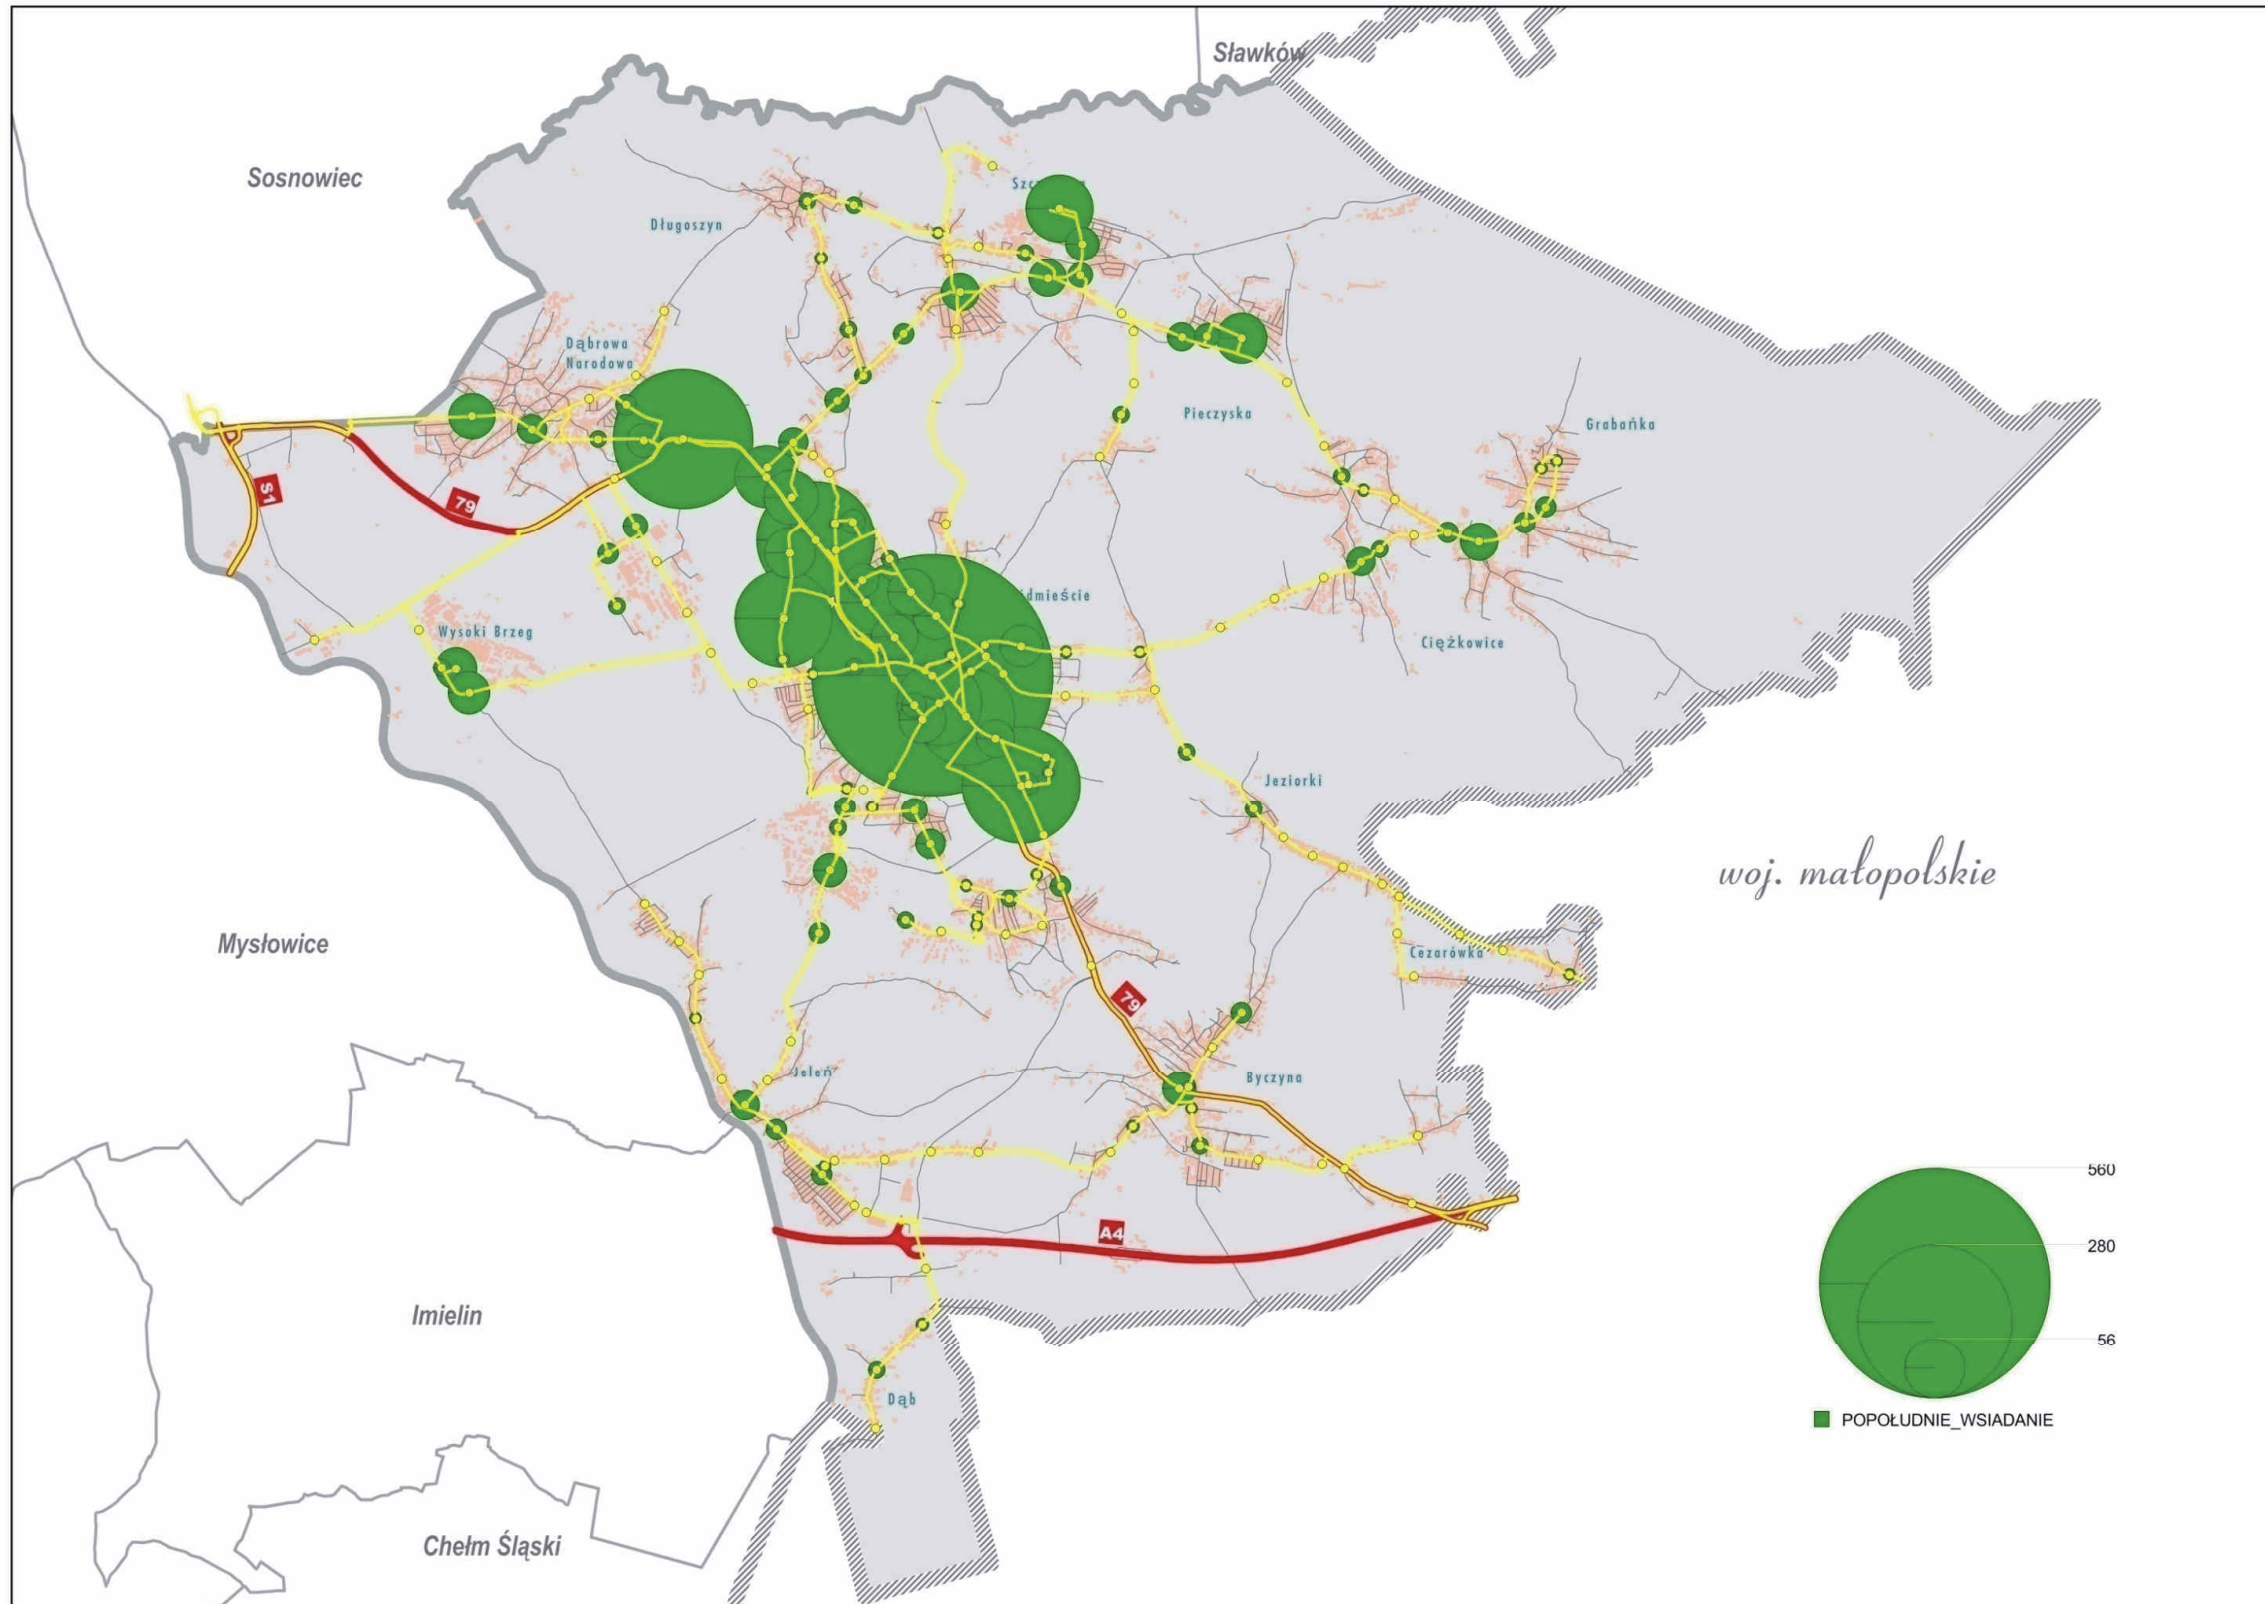 Sławków
Sosnowiec
Długoszyn
Dąbrowa
Narodowa
Pieczyska
Grabańka
S1
79
Wysoki Brzeg
Ciężkowice
Jeziorki
woj. małopolskie
Mysłowice
Cezarówka
79
Jeleń
Byczyna
560
A4
280
Imielin
56
Dąb
POPOŁUDNIE_WSIADANIE
Chełm Śląski